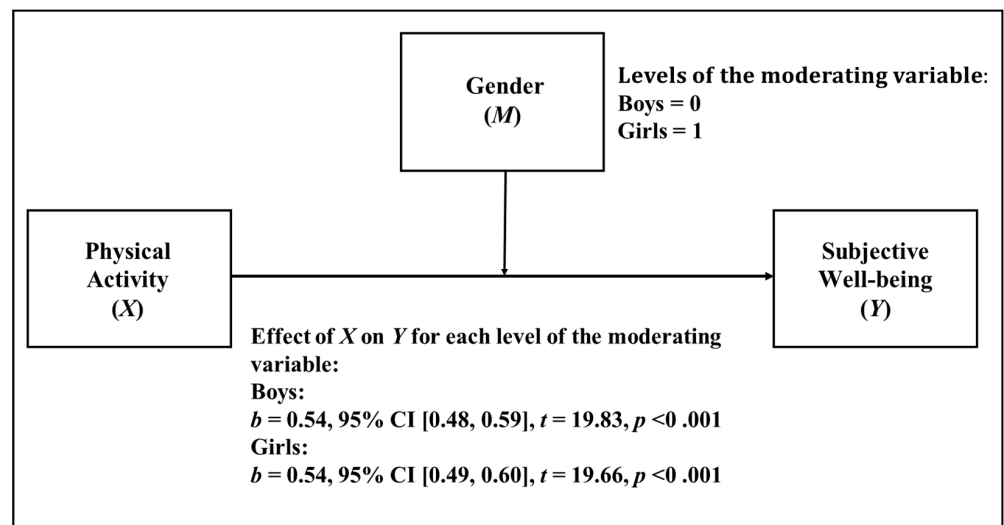 Gender
(M)
Levels of the moderating variable:
Boys = 0
Girls = 1
Physical
Activity
(X)
Subjective
Well-being
(Y)
Effect of X on Y for each level of the moderating
variable:
Boys:
b = 0.54, 95% CI [0.48, 0.59], t = 19.83, p <0 .001
Girls:
b = 0.54, 95% CI [0.49, 0.60], t = 19.66, p <0 .001